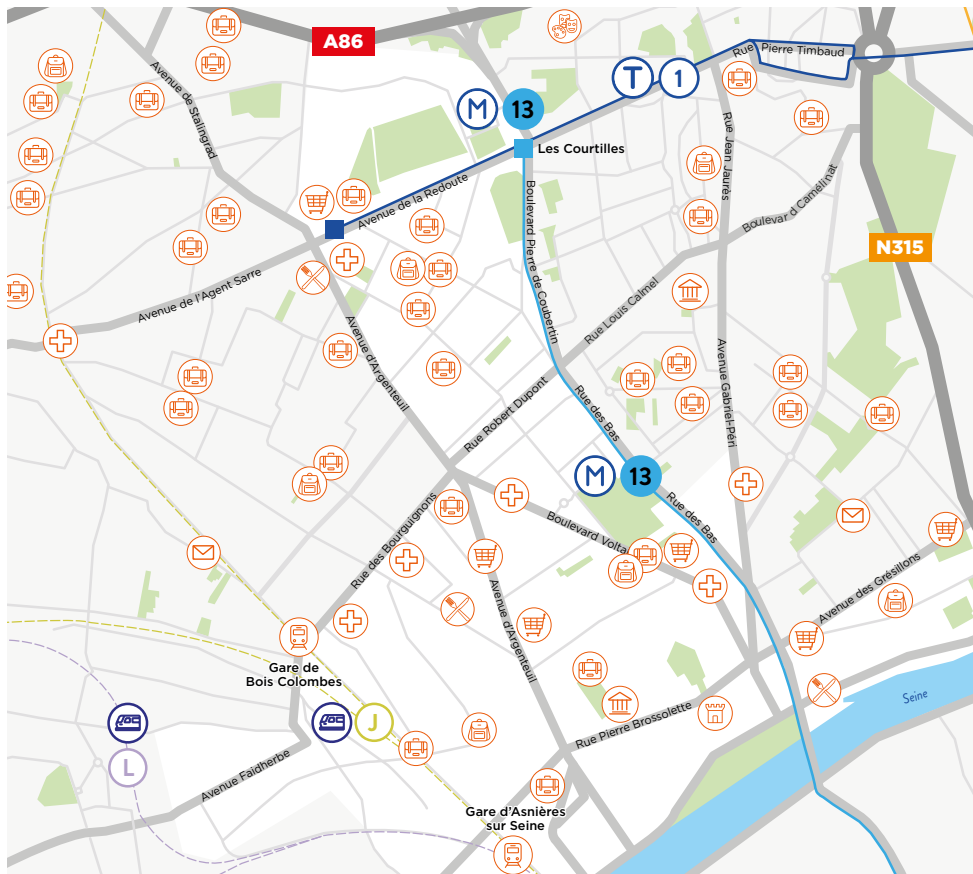 A86
Rue Pierre Timbaud
T 1
M 13
Les Courtilles
Avenue de Stalingrad
Avenue de la Redoute
Rue Jean Jaurès
Boulevar d Camélinat
N315
Avenue de l'Agent Sarre
Boulevard Pierre de Coubertin
Rue Louis Calmel
Avenue d'Argenteuil
Avenue Gabriel-Péri
Rue Robert Dupont
Rue des Bas
M 13
Rue des Bas
Rue des Bourguignons
Boulevard Volta
Avenue des Grésillons
Avenue d'Argenteuil
Gare de
Bois Colombes
Seine
J
L
Rue Pierre Brossolette
Avenue Faidherbe
Gare d'Asnières
sur Seine